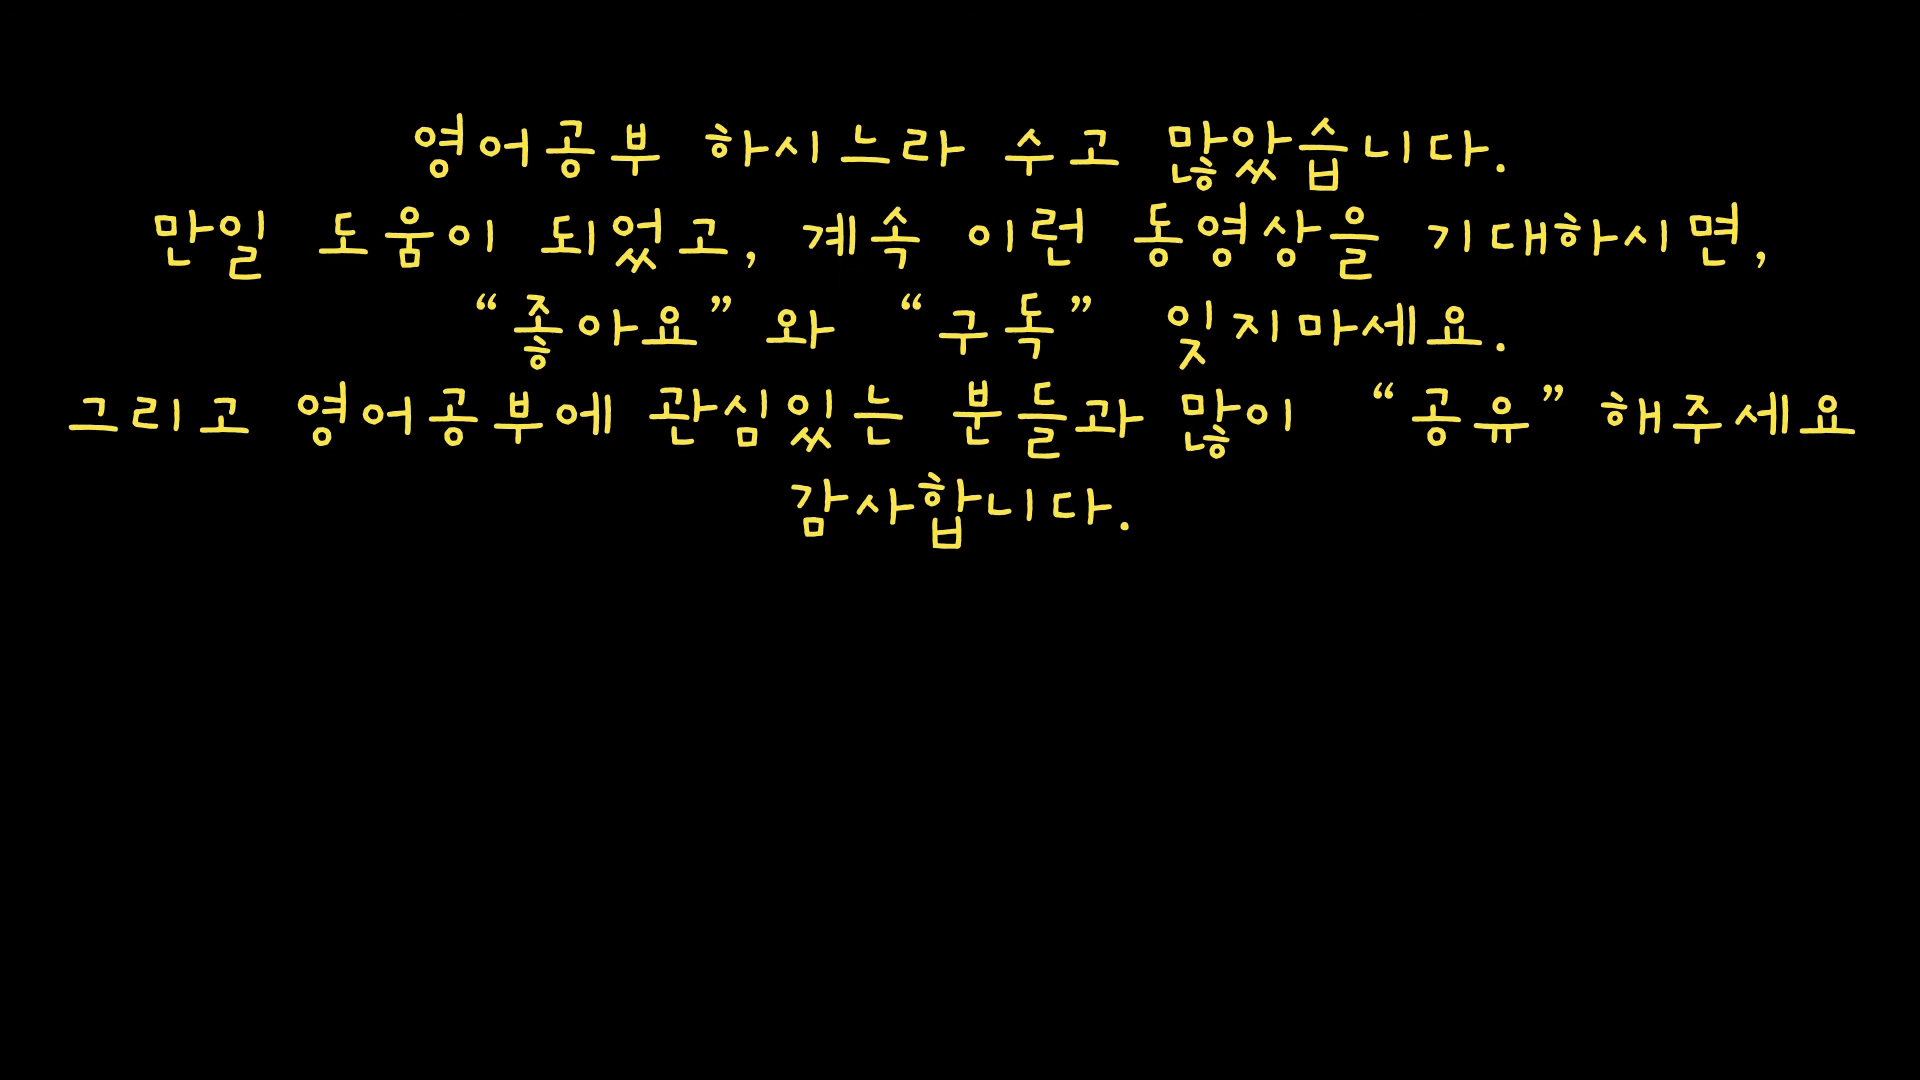 영어공부 하시느라 수고 많았습니다.
만일 도움이 되었고, 계속 이런 동영상을 기대하시면,
“좋아요”와 “구독” 잊지마세요.
그리고 영어공부에 관심있는 분들과 많이 “공유”해주세요
감사합니다.